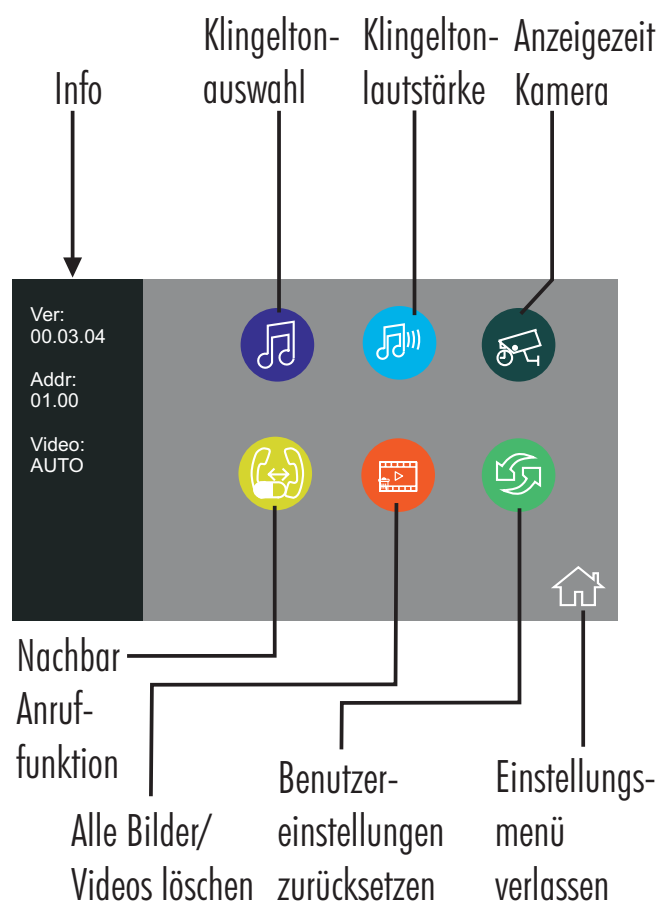 Info
Klingelton-
auswahl
Klingelton-
lautstärke
Anzeigezeit
Kamera
Ver:
00.03.04
Addr:
01.00
Video:
AUTO
Nachbar
Anruf-
funktion
Alle Bilder/
Videos löschen
Benutzer-
einstellungen
zurücksetzen
Einstellungs-
menü
verlassen